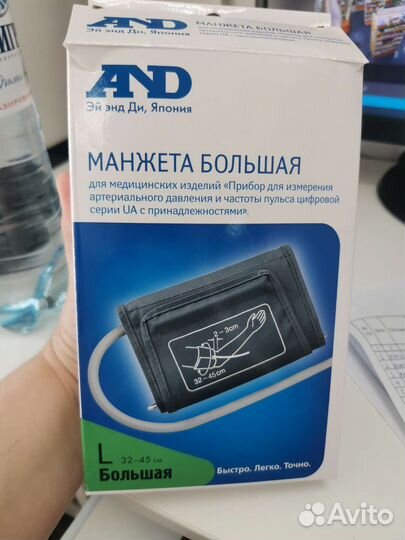 МАНЖЕТА БОЛЬШАЯ
AND
Эй энд Ди, Япония
МАНЖЕТА БОЛЬШАЯ
для медицинских изделий «Прибор для измерения
артериального давления и частоты пульса цифровой
серии UA с принадлежностями».
2-3cm
32-45cm
L 32-45 см
Большая
Быстро. Легко. Точно.
Avito